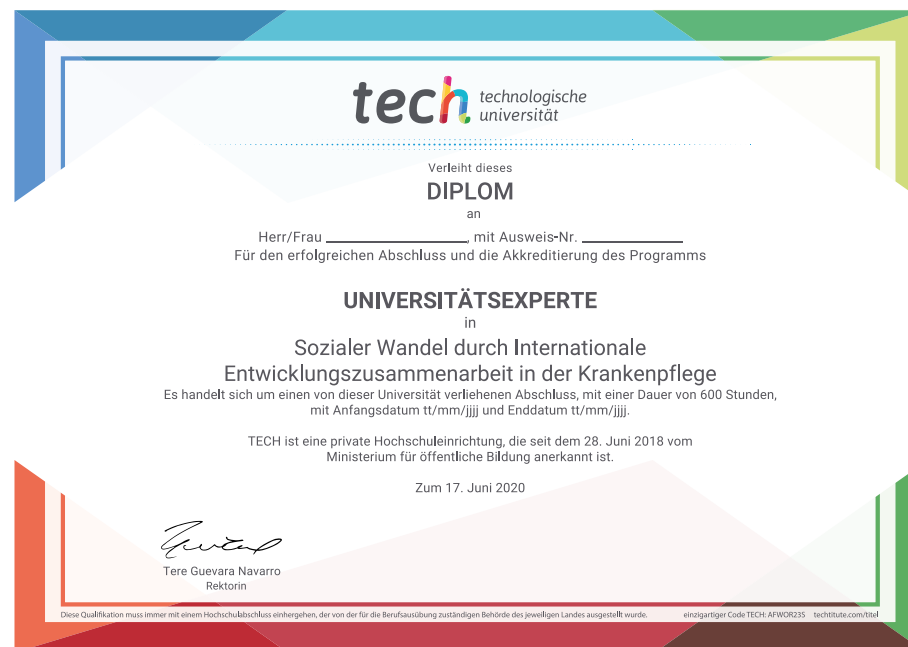 tech technologische
universität
Verleiht dieses
DIPLOM
an
Herr/Frau ____________________, mit Ausweis-Nr. ______________
Für den erfolgreichen Abschluss und die Akkreditierung des Programms
UNIVERSITÄTSEXPERTE
in
Sozialer Wandel durch Internationale
Entwicklungszusammenarbeit in der Krankenpflege
Es handelt sich um einen von dieser Universität verliehenen Abschluss, mit einer Dauer von 600 Stunden,
mit Anfangsdatum tt/mm/jjjj und Enddatum tt/mm/jjjj.
TECH ist eine private Hochschuleinrichtung, die seit dem 28. Juni 2018 vom
Ministerium für öffentliche Bildung anerkannt ist.
Zum 17. Juni 2020
Tere Guevara Navarro
Rektorin
Diese Qualifikation muss immer mit einem Hochschulabschluss einhergehen, der von der für die Berufsausübung zuständigen Behörde des jeweiligen Landes ausgestellt wurde. einzigartiger Code TECH: AFWOR23S techtitute.com/titel